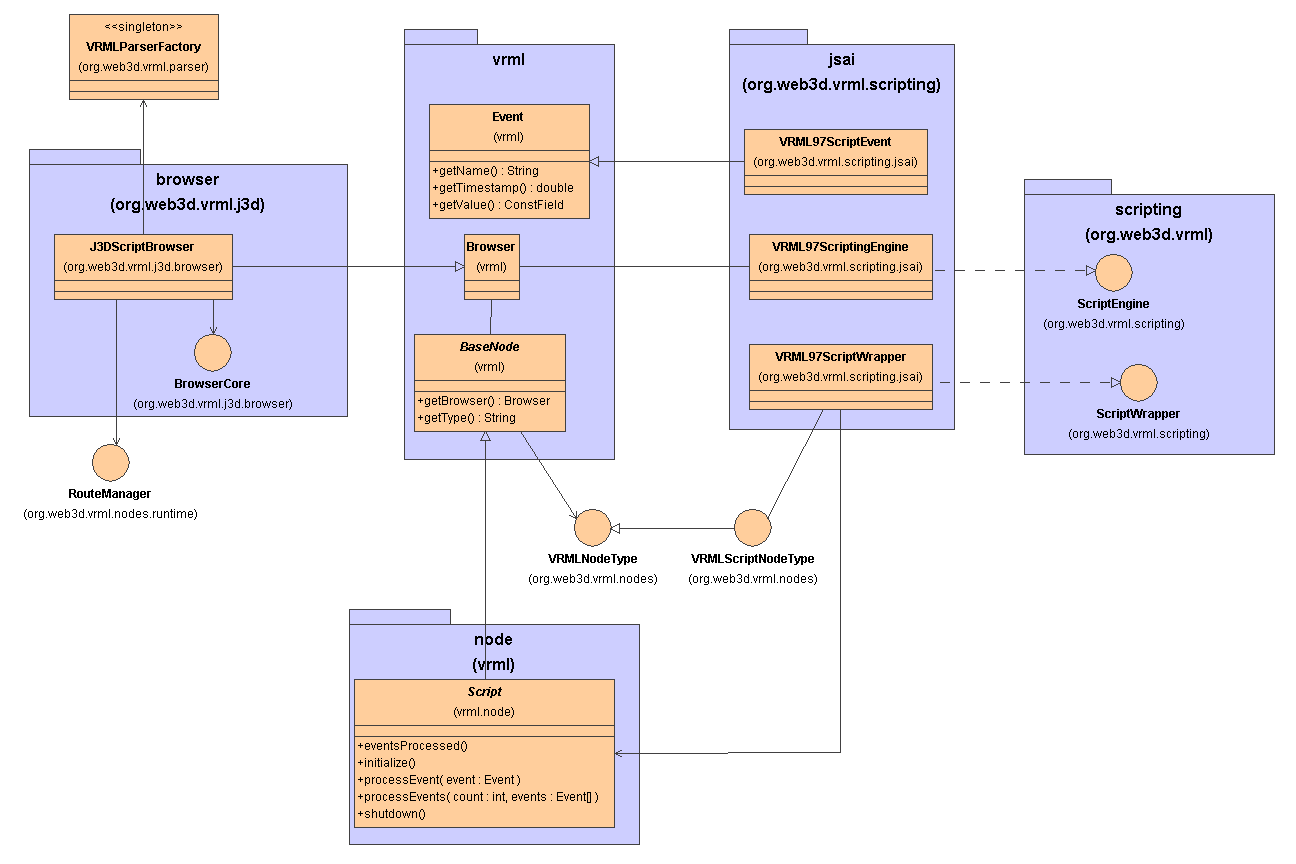 <<singleton>>
VRMLParserFactory
(org.web3d.vrml.parser)
browser
(org.web3d.vrml.j3d)
J3DScriptBrowser
(org.web3d.vrml.j3d.browser)
BrowserCore
(org.web3d.vrml.j3d.browser)
RouteManager
(org.web3d.vrml.nodes.runtime)
vrml
Event
(vrml)
+getName() : String
+getTimestamp() : double
+getValue() : ConstField
Browser
(vrml)
BaseNode
(vrml)
+getBrowser() : Browser
+getType() : String
jsai
(org.web3d.vrml.scripting)
VRML97ScriptEvent
(org.web3d.vrml.scripting.jsai)
VRML97ScriptingEngine
(org.web3d.vrml.scripting.jsai)
VRML97ScriptWrapper
(org.web3d.vrml.scripting.jsai)
scripting
(org.web3d.vrml)
ScriptEngine
(org.web3d.vrml.scripting)
ScriptWrapper
(org.web3d.vrml.scripting)
VRMLNodeType
(org.web3d.vrml.nodes)
VRMLScriptNodeType
(org.web3d.vrml.nodes)
node
(vrml)
Script
(vrml.node)
+eventsProcessed()
+initialize()
+processEvent( event : Event )
+processEvents( count : int, events : Event[] )
+shutdown()